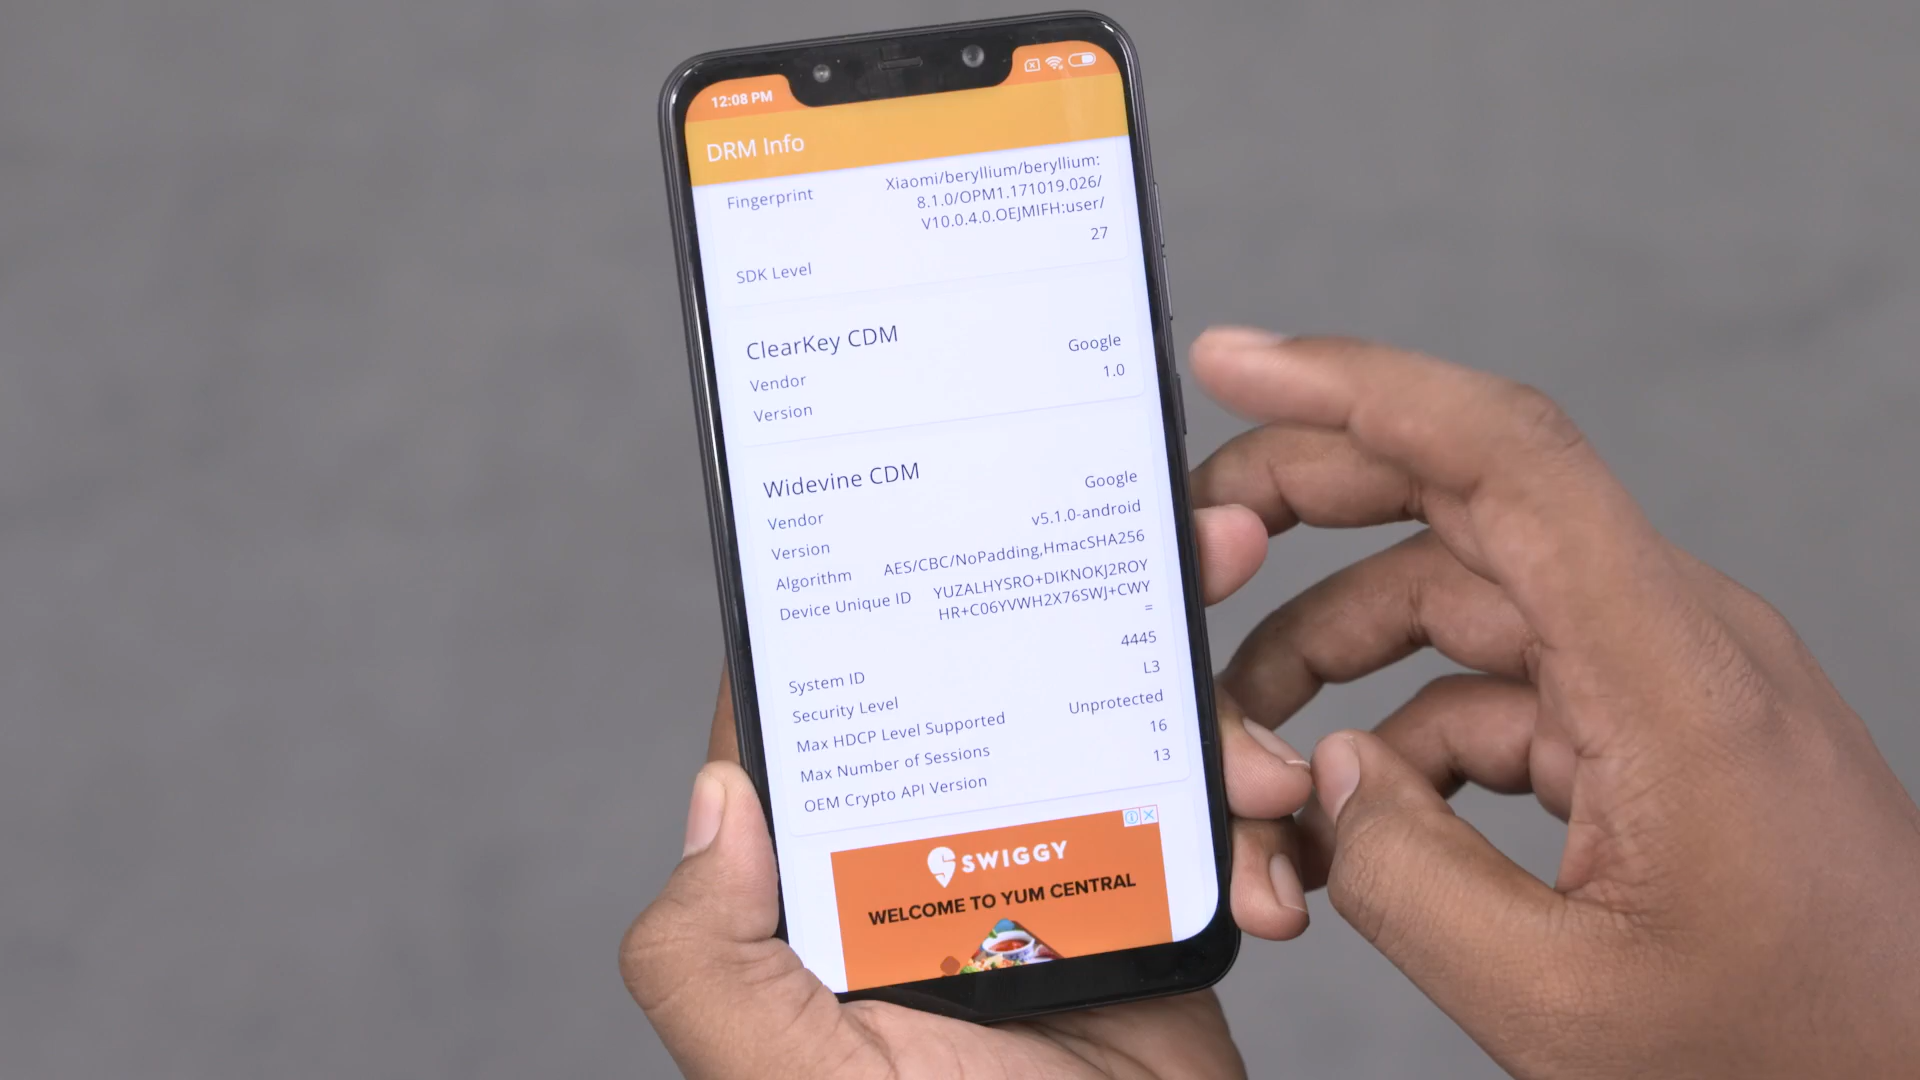 12:08 PM
DRM Info
Fingerprint Xiaomi/beryllium/beryllium:
8.1.0/OPM1.171019.026/
V10.0.4.0.OEJMIFH:user/
SDK Level 27
ClearKey CDM
Vendor Google
Version 1.0
Widevine CDM
Vendor Google
Version v5.1.0-android
Algorithm AES/CBC/NoPadding,HmacSHA256
Device Unique ID YUZALHYSRO+DIKNOKJ2ROY
HR+C06YVWH2X76SWJ+CWY
=
System ID 4445
Security Level L3
Max HDCP Level Supported Unprotected
Max Number of Sessions 16
OEM Crypto API Version 13
SWIGGY
WELCOME TO YUM CENTRAL